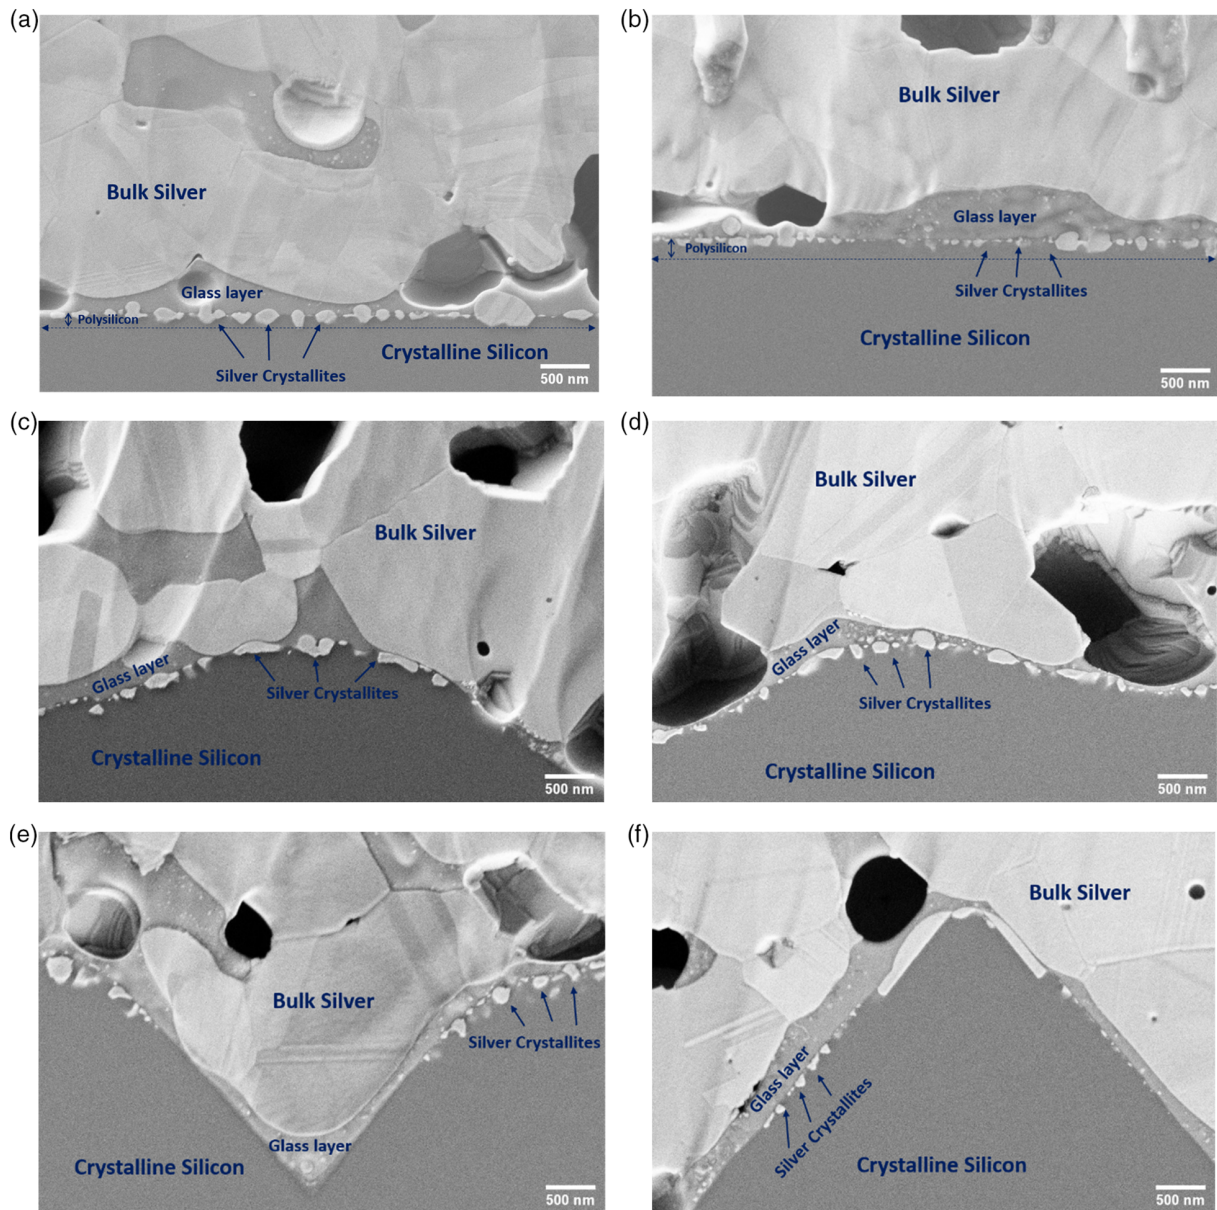 (a)
Bulk Silver
Glass layer
Polysilicon
Crystalline Silicon
Silver Crystallites
500 nm
(b)
Bulk Silver
Glass layer
Polysilicon
Silver Crystallites
Crystalline Silicon
500 nm
(c)
Bulk Silver
Glass layer
Silver Crystallites
Crystalline Silicon
500 nm
(d)
Bulk Silver
Glass layer
Silver Crystallites
Crystalline Silicon
500 nm
(e)
Bulk Silver
Silver Crystallites
Glass layer
Crystalline Silicon
500 nm
(f)
Bulk Silver
Glass layer
Silver Crystallites
Crystalline Silicon
500 nm